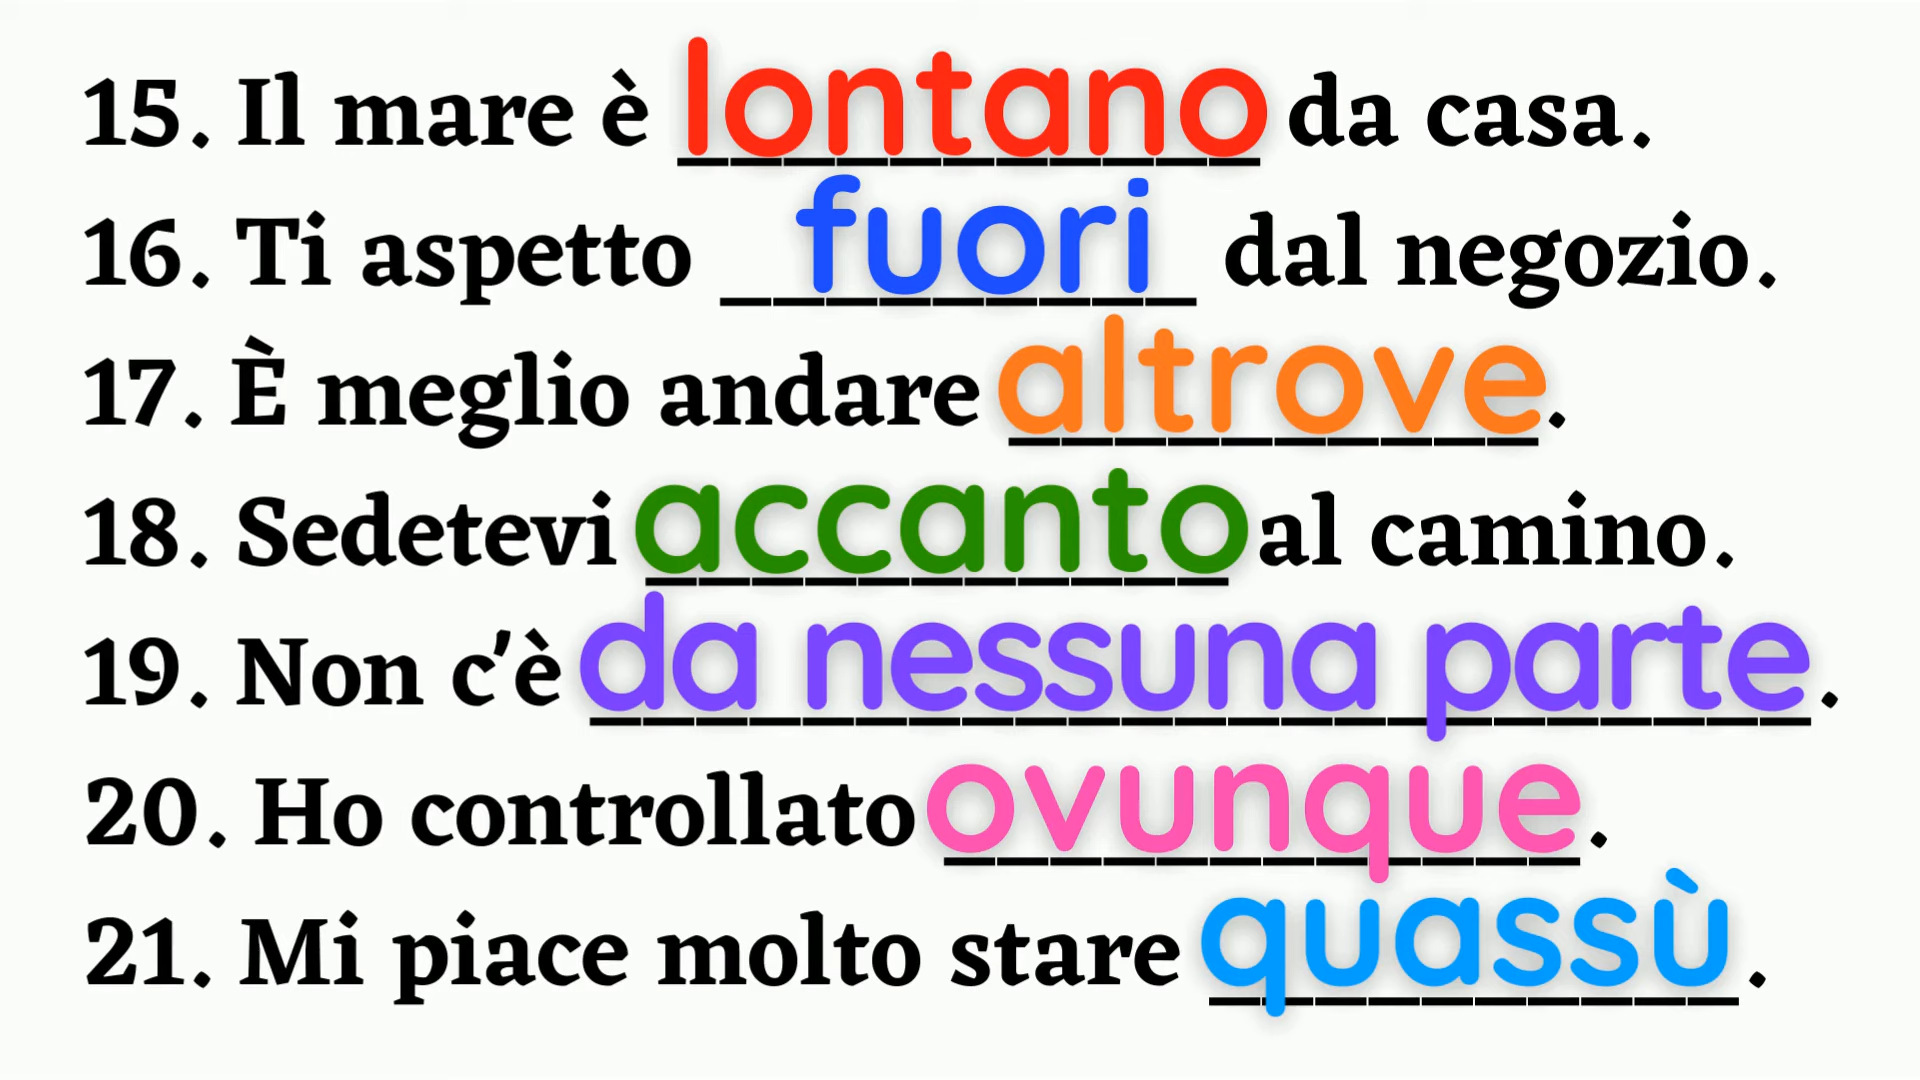 15. Il mare è lontano da casa.
16. Ti aspetto fuori dal negozio.
17. È meglio andare altrove.
18. Sedetevi accanto al camino.
19. Non c'è da nessuna parte.
20. Ho controllato ovunque.
21. Mi piace molto stare quassù.